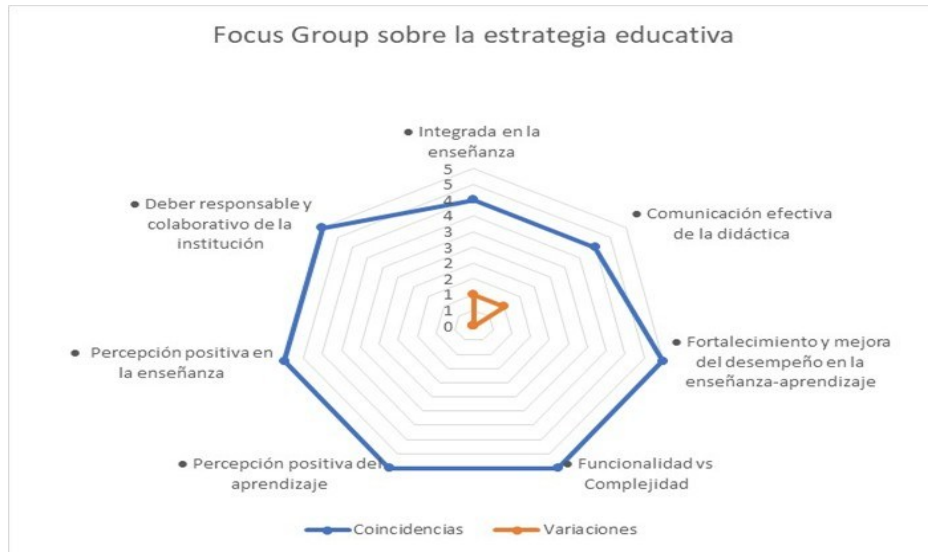 Focus Group sobre la estrategia educativa
● Integrada en la
enseñanza
● Comunicación efectiva
de la didáctica
● Fortalecimiento y mejora
del desempeño en la
enseñanza-aprendizaje
● Funcionalidad vs
Complejidad
● Percepción positiva del
aprendizaje
● Percepción positiva en
la enseñanza
● Deber responsable y
colaborativo de la
institución
5
5
4
4
3
3
2
2
1
1
0
Coincidencias
Variaciones